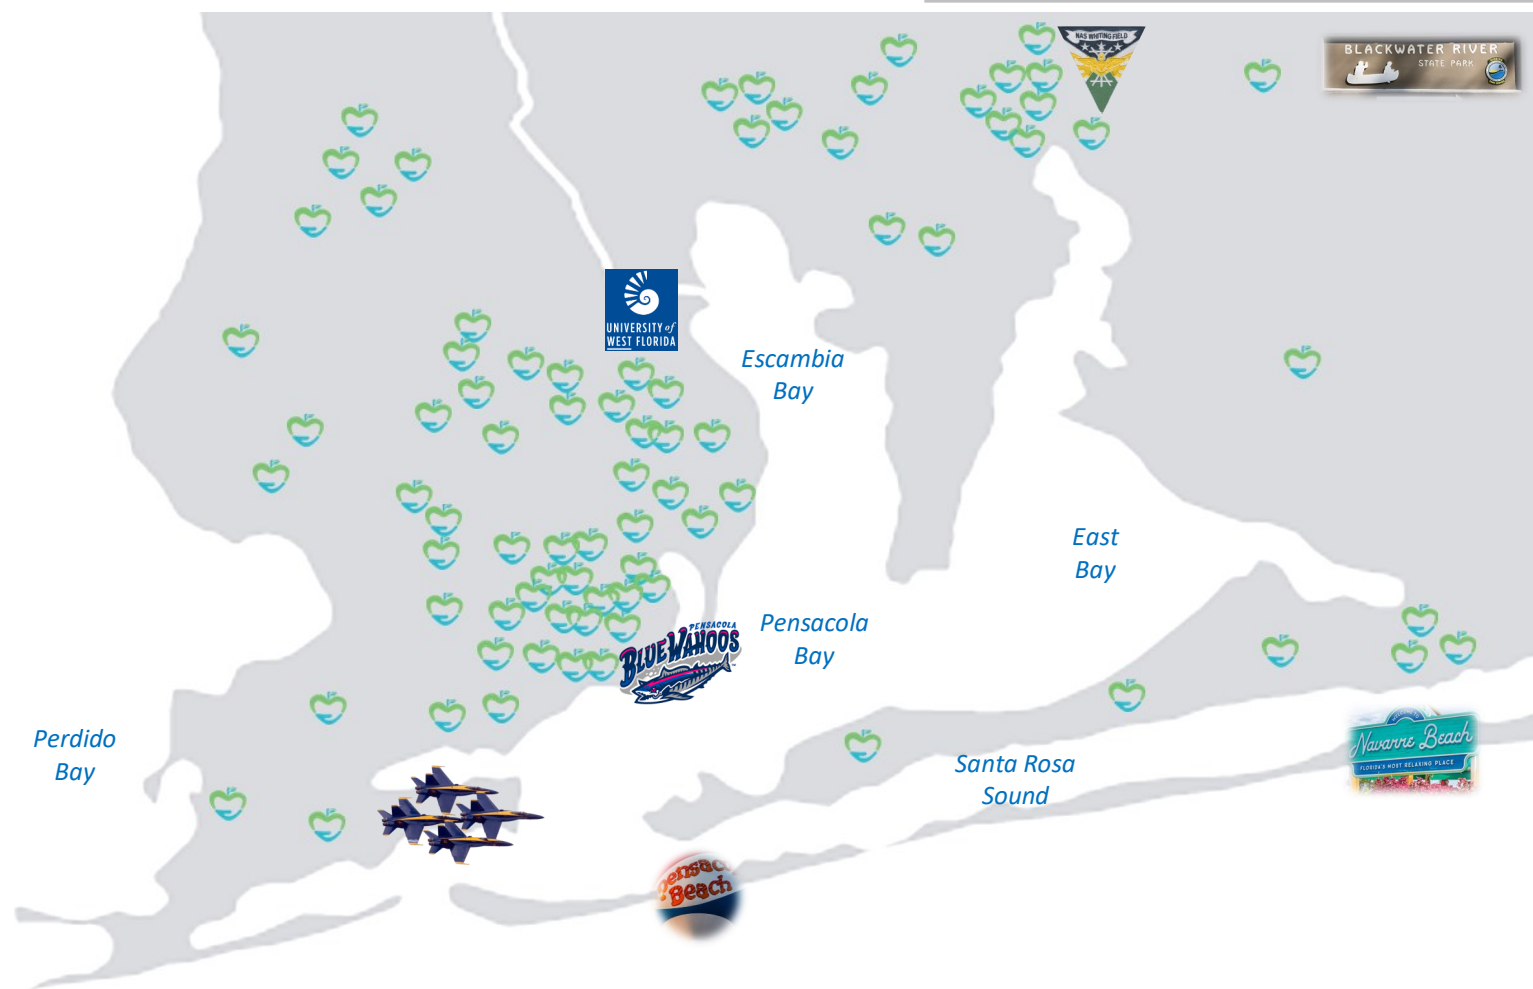 NAS WHITING FIELD
BLACKWATER RIVER
STATE PARK
UNIVERSITY of
WEST FLORIDA
Escambia
Bay
East
Bay
PENSACOLA
BLUE WAHOOS
Pensacola
Bay
Perdido
Bay
Santa Rosa
Sound
Navarre Beach
FLORIDA'S MOST RELAXING PLACE
Pensac
Beach